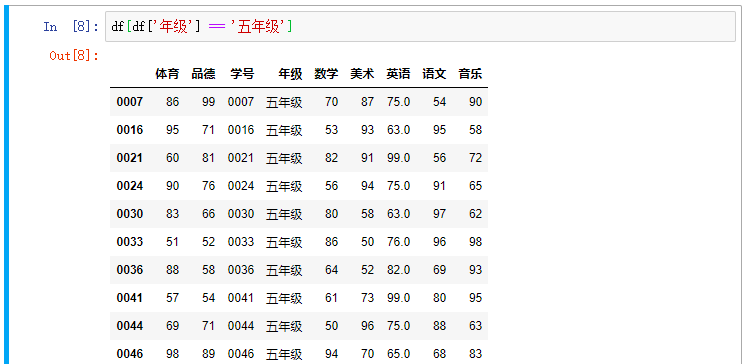 In [8]: df[df['年级'] == '五年级']
Out[8]:
体育 品德 学号 年级 数学 美术 英语 语文 音乐
0007 86 99 0007 五年级 70 87 75.0 54 90
0016 95 71 0016 五年级 53 93 63.0 95 58
0021 60 81 0021 五年级 82 91 99.0 56 72
0024 90 76 0024 五年级 56 94 75.0 91 65
0030 83 66 0030 五年级 80 58 63.0 97 62
0033 51 52 0033 五年级 86 50 76.0 96 98
0036 88 58 0036 五年级 64 52 82.0 69 93
0041 57 54 0041 五年级 61 73 99.0 80 95
0044 69 71 0044 五年级 50 96 75.0 88 63
0046 98 89 0046 五年级 94 70 65.0 68 83